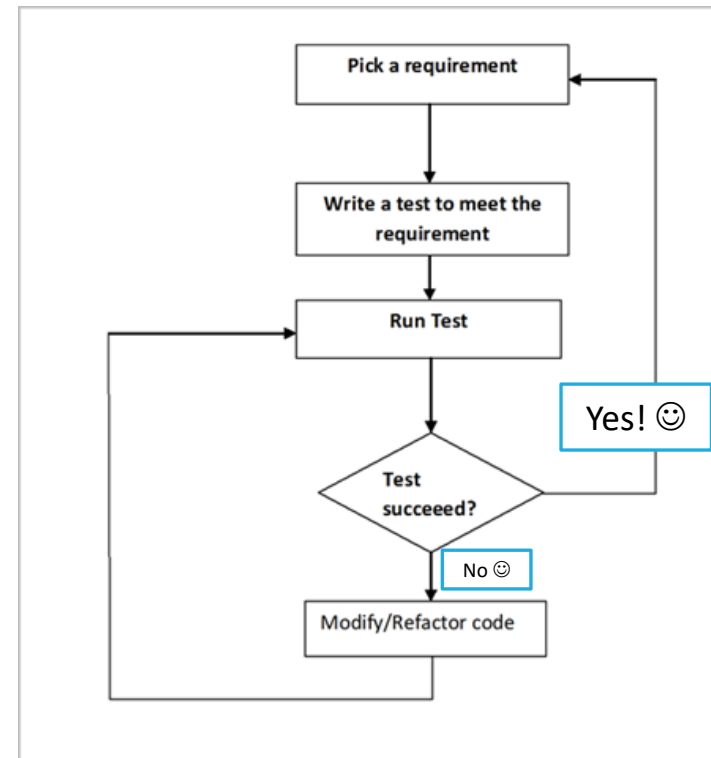 Pick a requirement
Write a test to meet the
requirement
Run Test
Yes! ☺
Test
succeeed?
No ☺
Modify/Refactor code